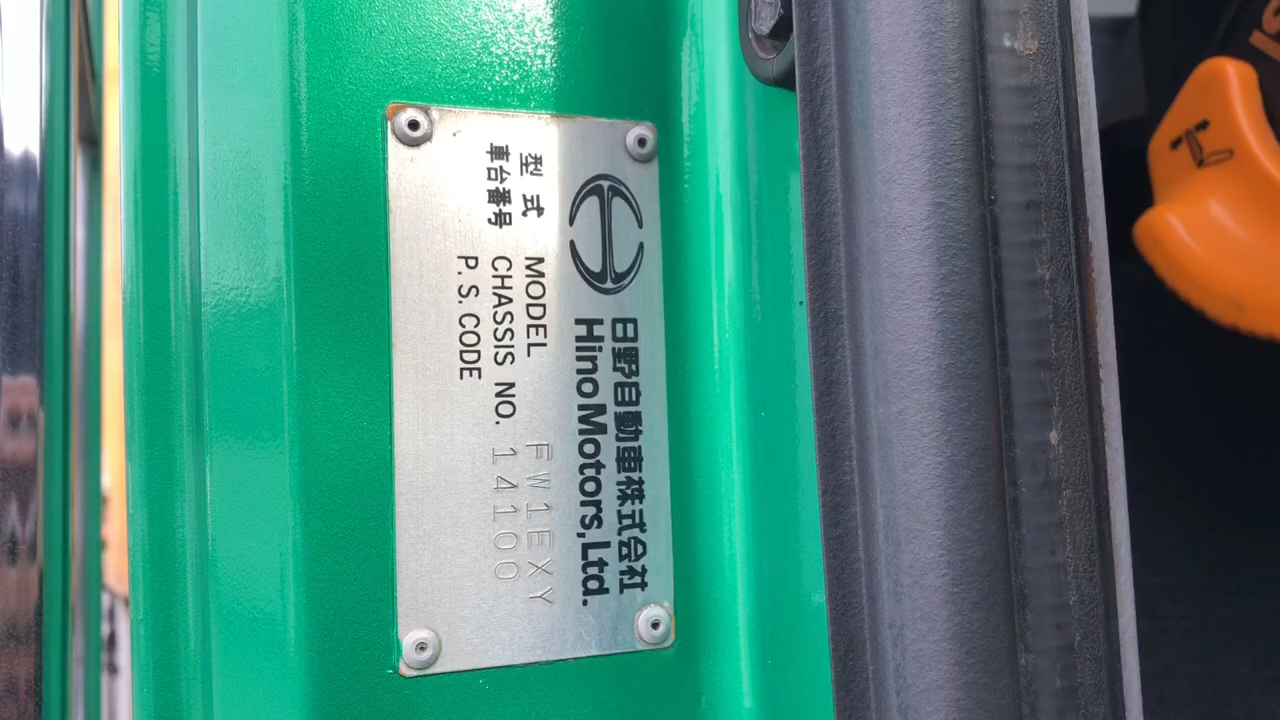 日野自動車株式会社
Hino Motors, Ltd.
型式 MODEL FW1EXY
車台番号 CHASSIS NO. 14100
P. S. CODE